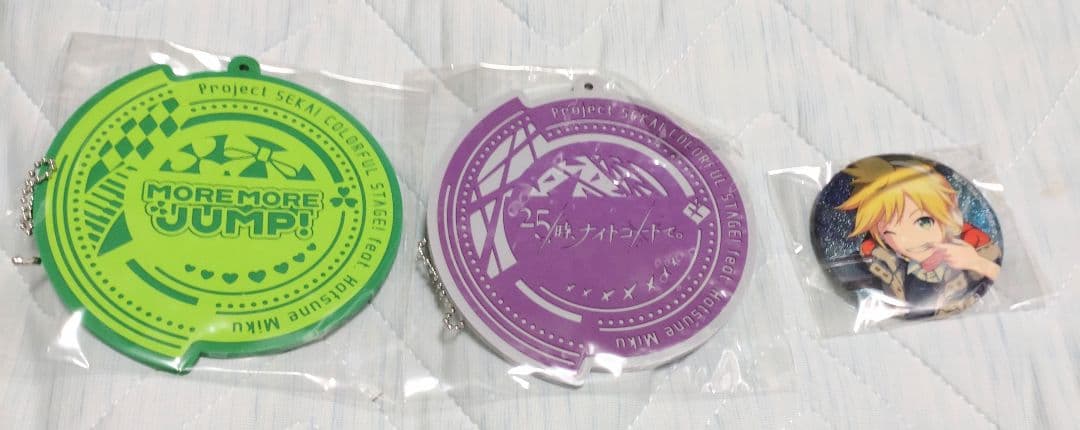 Project SEKAI COLORFUL STAGE! feat. Hatsune Miku
MORE MORE
JUMP!
Project SEKAI COLORFUL STAGE! feat. Hatsune Miku
25時、ナイトコードで。